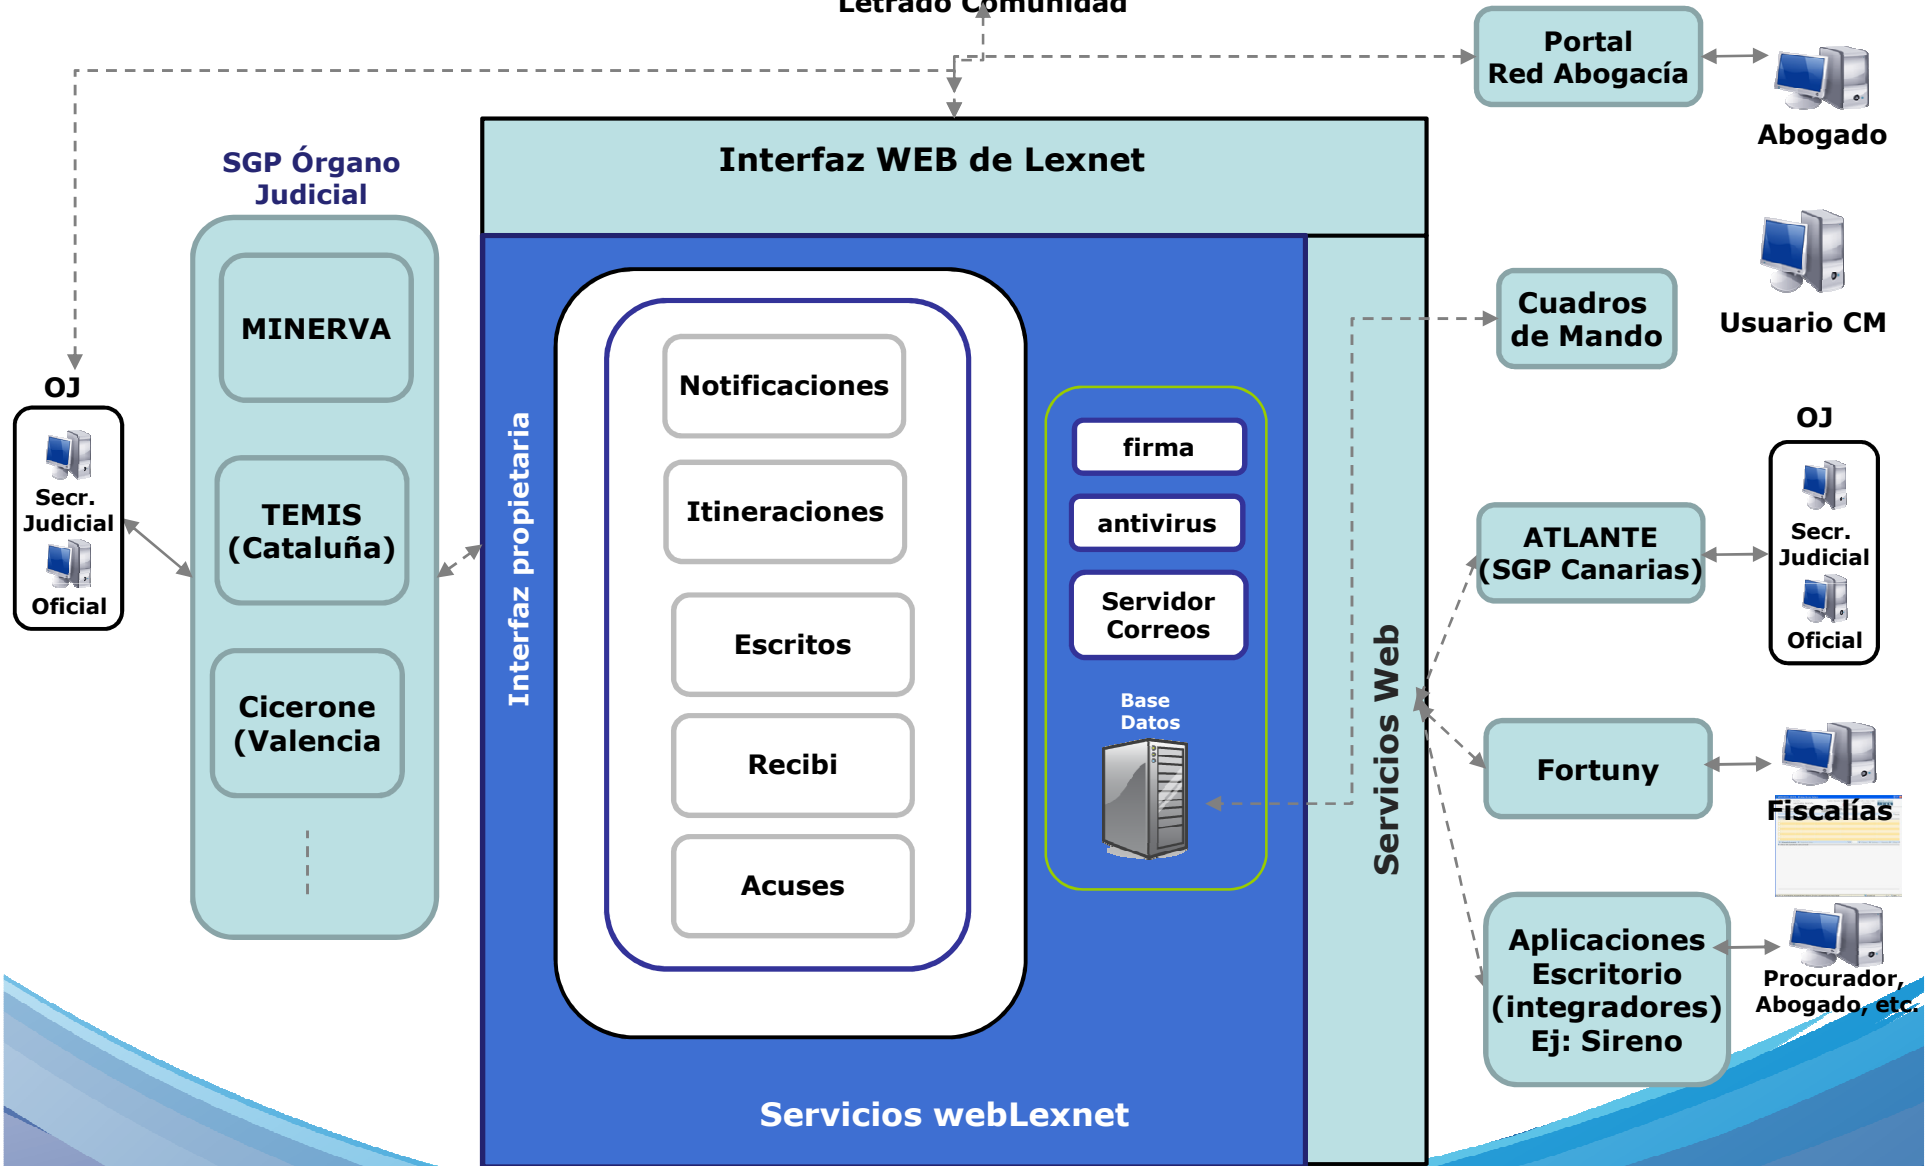 Letrado Comunidad
Portal
Red Abogacía
Abogado
Interfaz WEB de Lexnet
SGP Órgano
Judicial
MINERVA
TEMIS
(Cataluña)
Cicerone
(Valencia
OJ
Secr.
Judicial
Oficial
Interfaz propietaria
Notificaciones
Itineraciones
Escritos
Recibi
Acuses
firma
antivirus
Servidor
Correos
Base
Datos
Servicios webLexnet
Servicios Web
Cuadros
de Mando
Usuario CM
OJ
Secr.
Judicial
Oficial
ATLANTE
(SGP Canarias)
Fortuny
Fiscalías
Aplicaciones
Escritorio
(integradores)
Ej: Sireno
Procurador,
Abogado, etc.